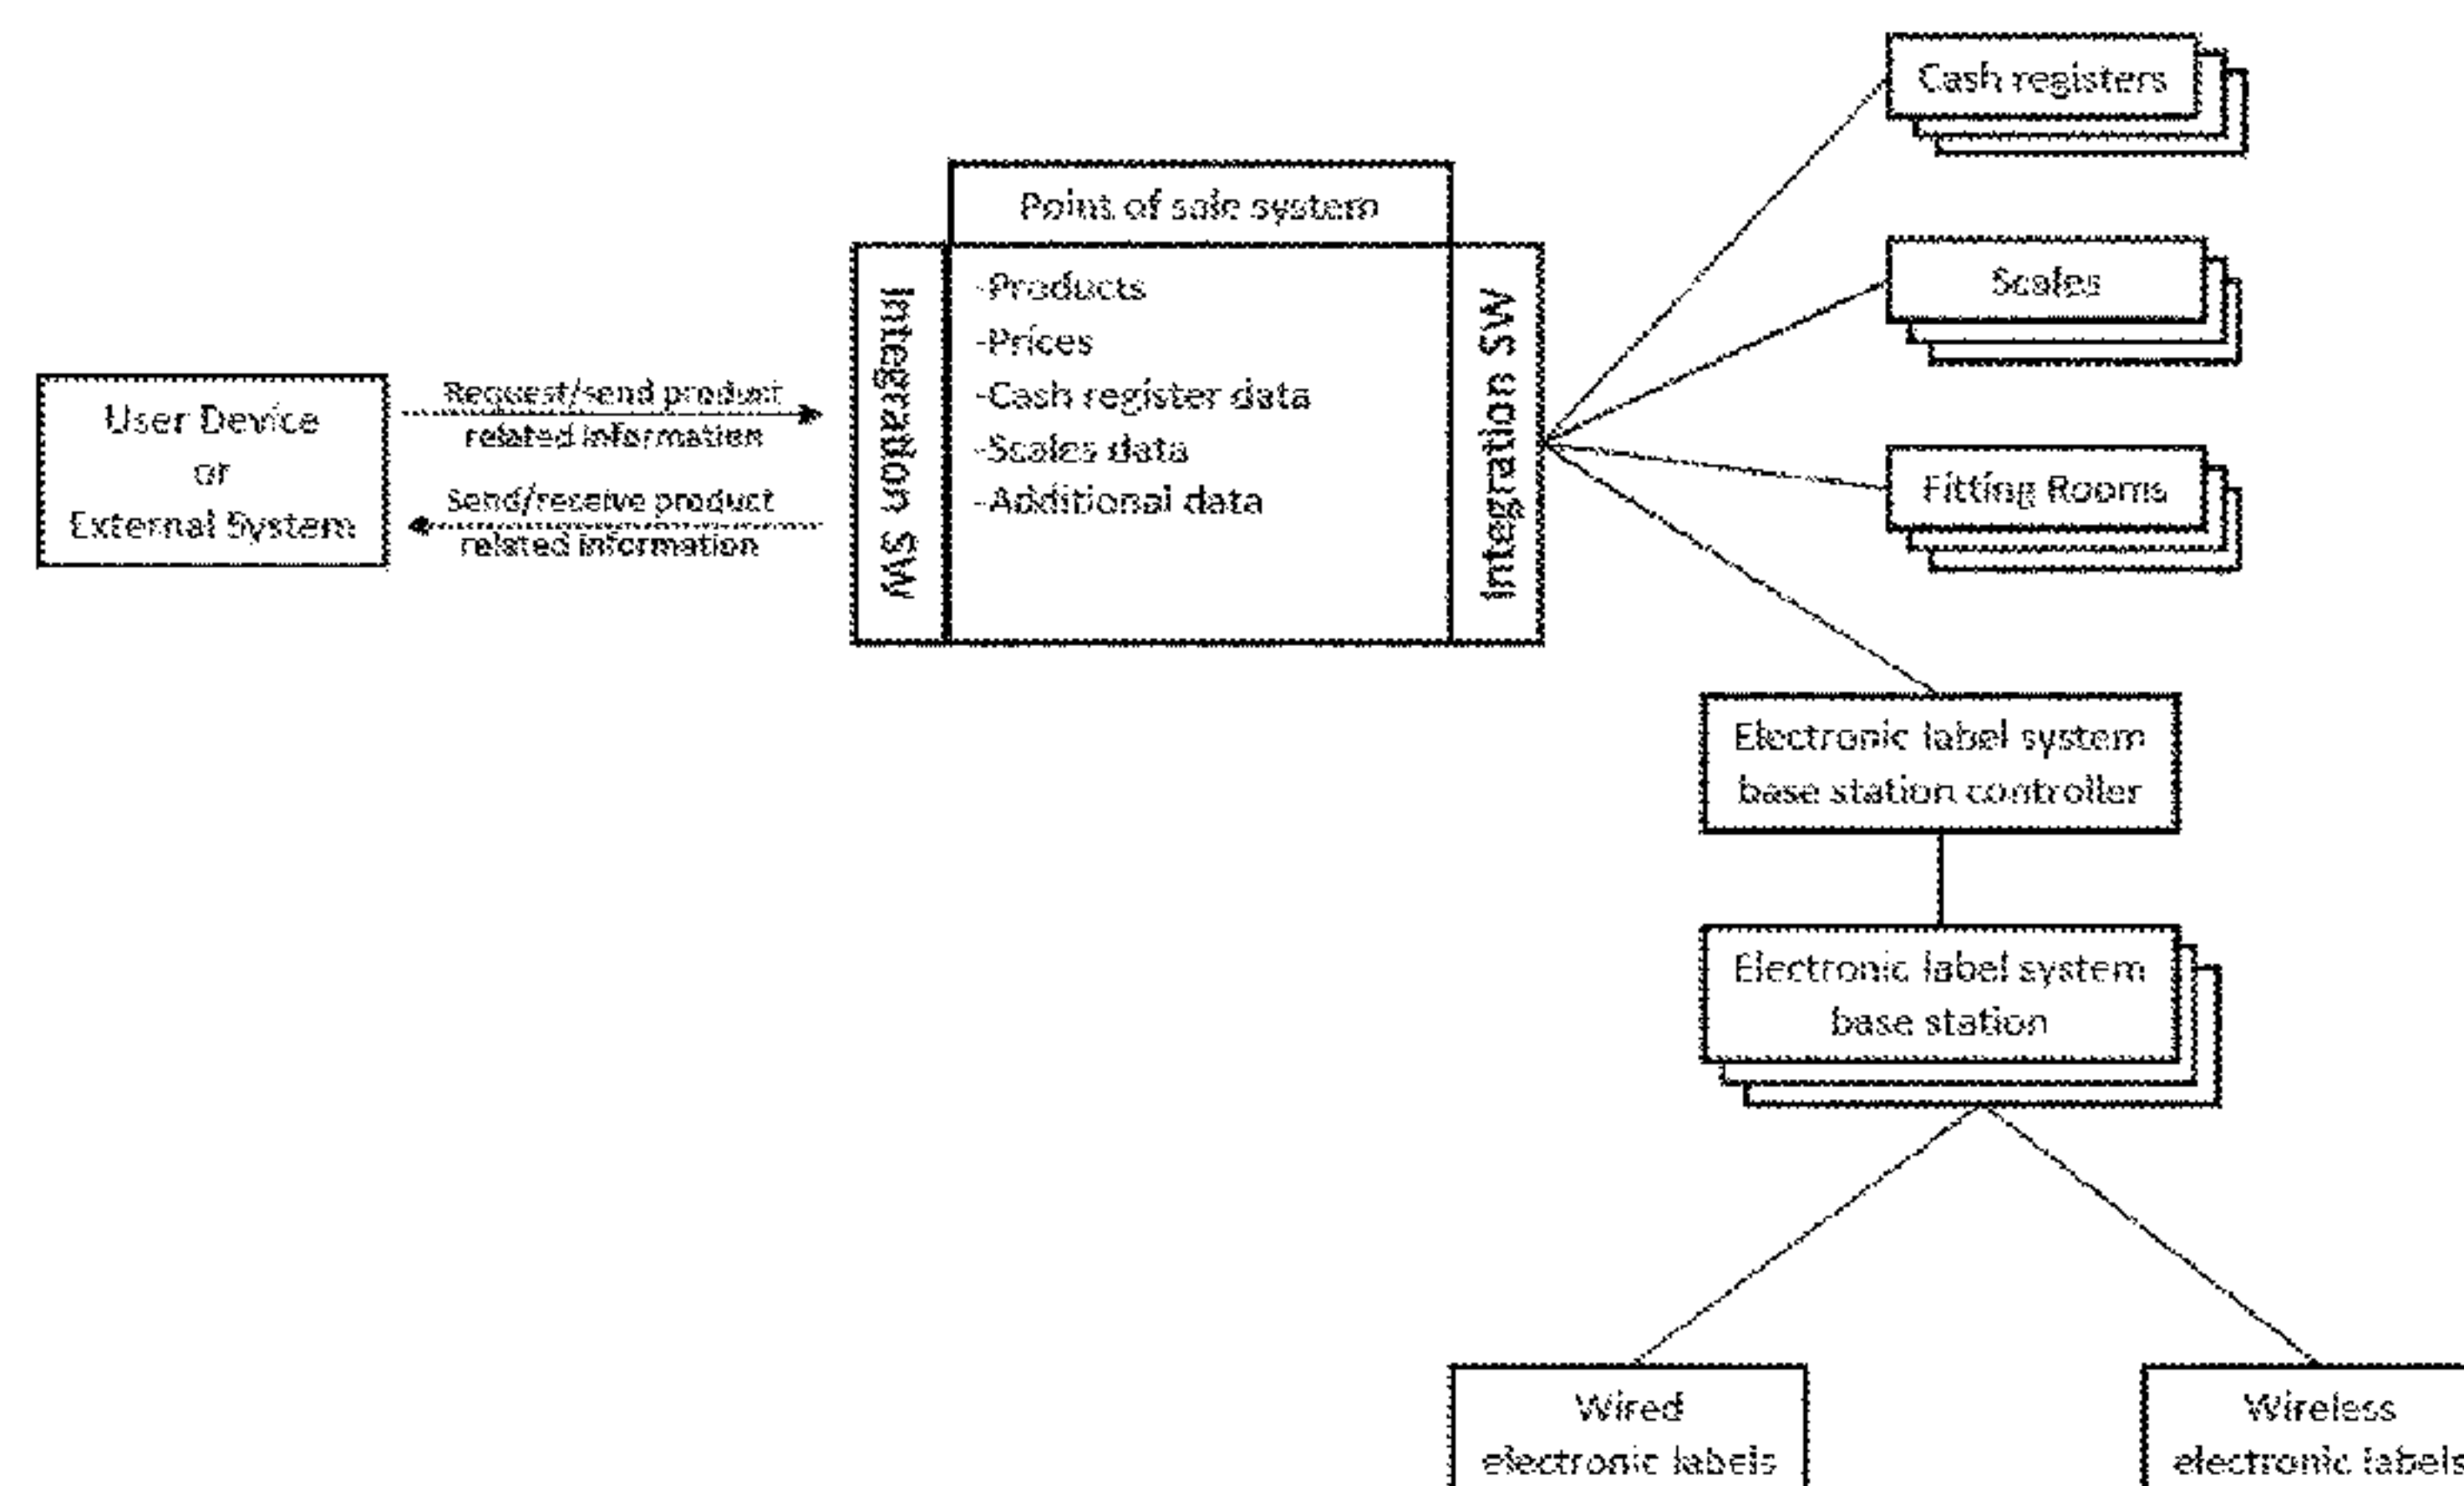 Cash registers
Point of sale system
Scales
Integration SW
-Products
-Prices
-Cash register data
-Scales data
-Additional data
Integration SW
User Device
or
External System
Request/send product
related information
Send/receive product
related information
Fitting Rooms
Electronic label system
base station controller
Electronic label system
base station
Wired
electronic labels
Wireless
electronic labels